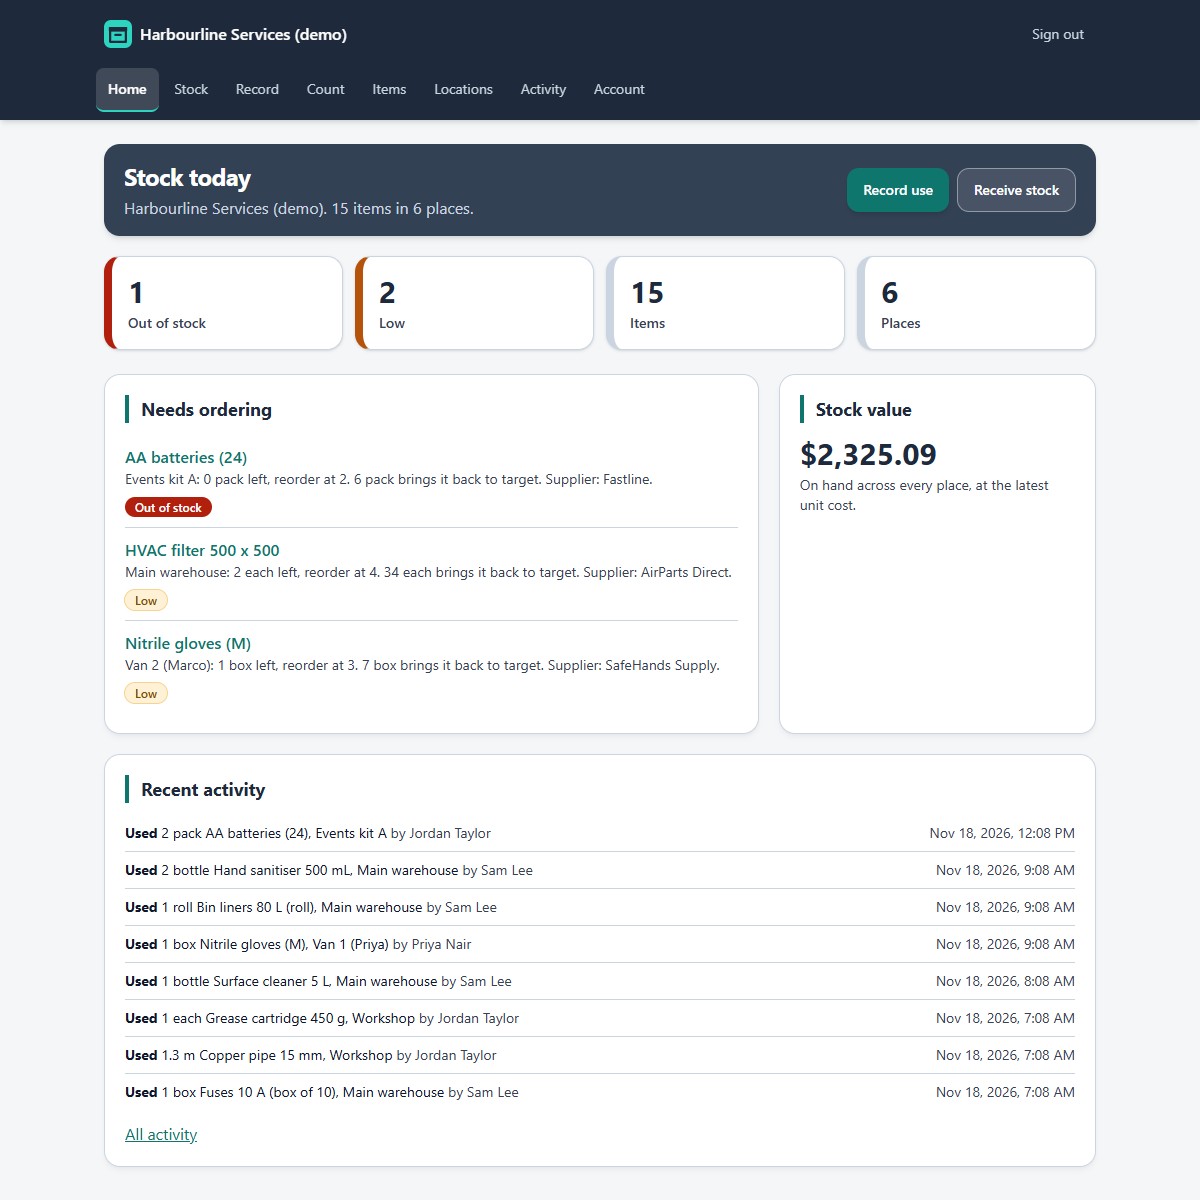 Harbourline Services (demo)
Sign out
Home Stock Record Count Items Locations Activity Account
Stock today
Harbourline Services (demo). 15 items in 6 places.
Record use
Receive stock
1
Out of stock
2
Low
15
Items
6
Places
Needs ordering
AA batteries (24)
Events kit A: 0 pack left, reorder at 2. 6 pack brings it back to target. Supplier: Fastline.
Out of stock
HVAC filter 500 x 500
Main warehouse: 2 each left, reorder at 4. 34 each brings it back to target. Supplier: AirParts Direct.
Low
Nitrile gloves (M)
Van 2 (Marco): 1 box left, reorder at 3. 7 box brings it back to target. Supplier: SafeHands Supply.
Low
Stock value
$2,325.09
On hand across every place, at the latest
unit cost.
Recent activity
Used 2 pack AA batteries (24), Events kit A by Jordan Taylor Nov 18, 2026, 12:08 PM
Used 2 bottle Hand sanitiser 500 mL, Main warehouse by Sam Lee Nov 18, 2026, 9:08 AM
Used 1 roll Bin liners 80 L (roll), Main warehouse by Sam Lee Nov 18, 2026, 9:08 AM
Used 1 box Nitrile gloves (M), Van 1 (Priya) by Priya Nair Nov 18, 2026, 9:08 AM
Used 1 bottle Surface cleaner 5 L, Main warehouse by Sam Lee Nov 18, 2026, 8:08 AM
Used 1 each Grease cartridge 450 g, Workshop by Jordan Taylor Nov 18, 2026, 7:08 AM
Used 1.3 m Copper pipe 15 mm, Workshop by Jordan Taylor Nov 18, 2026, 7:08 AM
Used 1 box Fuses 10 A (box of 10), Main warehouse by Sam Lee Nov 18, 2026, 7:08 AM
All activity